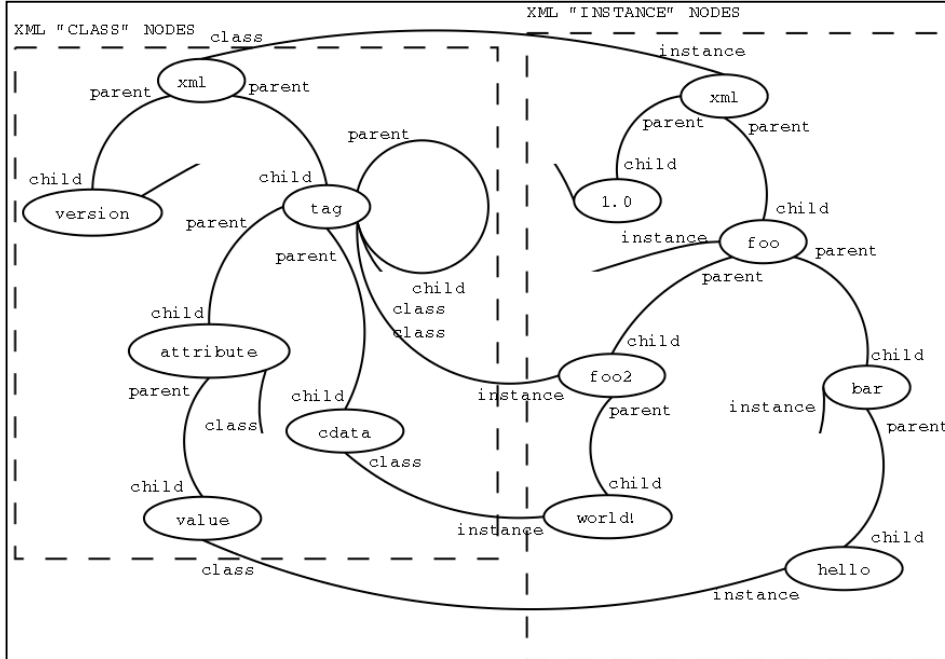 XML "CLASS" NODES
XML "INSTANCE" NODES
class
instance
xml
xml
parent
parent
parent
parent
parent
child
child
child
version
tag
1.0
child
parent
parent
instance
foo
parent
parent
child
class
class
child
child
child
attribute
foo2
bar
parent
child
instance
parent
instance
parent
class
cdata
class
child
child
value
instance
world!
child
class
hello
instance